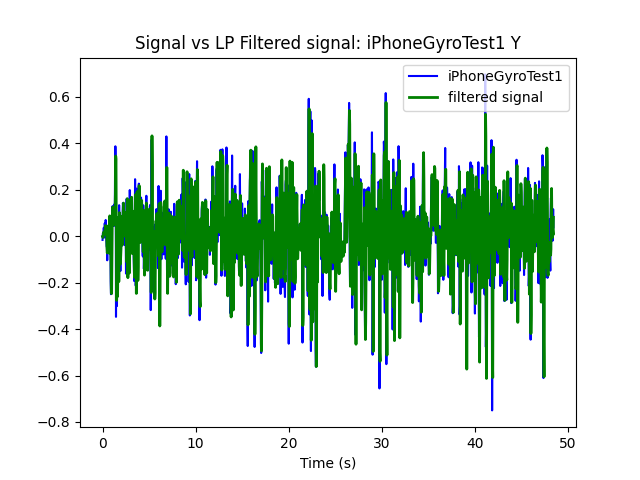 Signal vs LP Filtered signal: iPhoneGyroTest1 Y
iPhoneGyroTest1
filtered signal
0.6
0.4
0.2
0.0
−0.2
−0.4
−0.6
−0.8
0 10 20 30 40 50
Time (s)